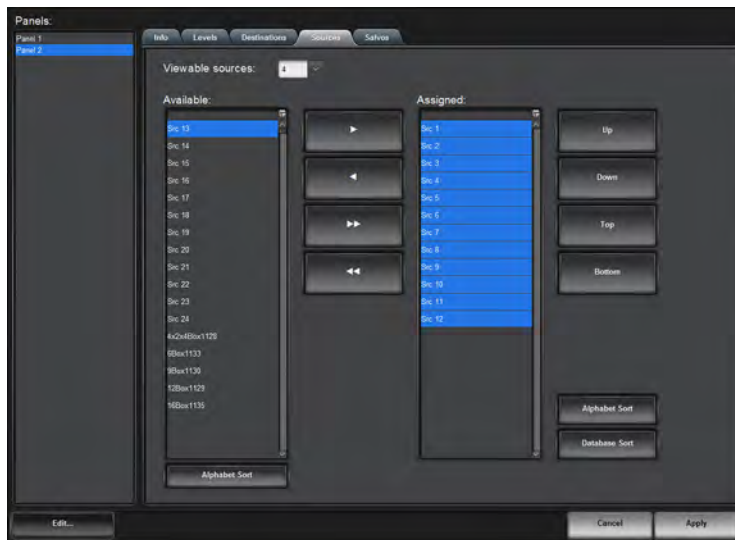 Panels:
Panel 1
Panel 2
Info
Levels
Destinations
Sources
Salvos
Viewable sources:
4
Available:
Src 13
Src 14
Src 15
Src 16
Src 17
Src 18
Src 19
Src 20
Src 21
Src 22
Src 23
Src 24
4x2x4Box1128
6Box1133
9Box1130
12Box1129
16Box1135
Alphabet Sort
Assigned:
Src 1
Src 2
Src 3
Src 4
Src 5
Src 6
Src 7
Src 8
Src 9
Src 10
Src 11
Src 12
Up
Down
Top
Bottom
Alphabet Sort
Database Sort
Edit...
Cancel
Apply